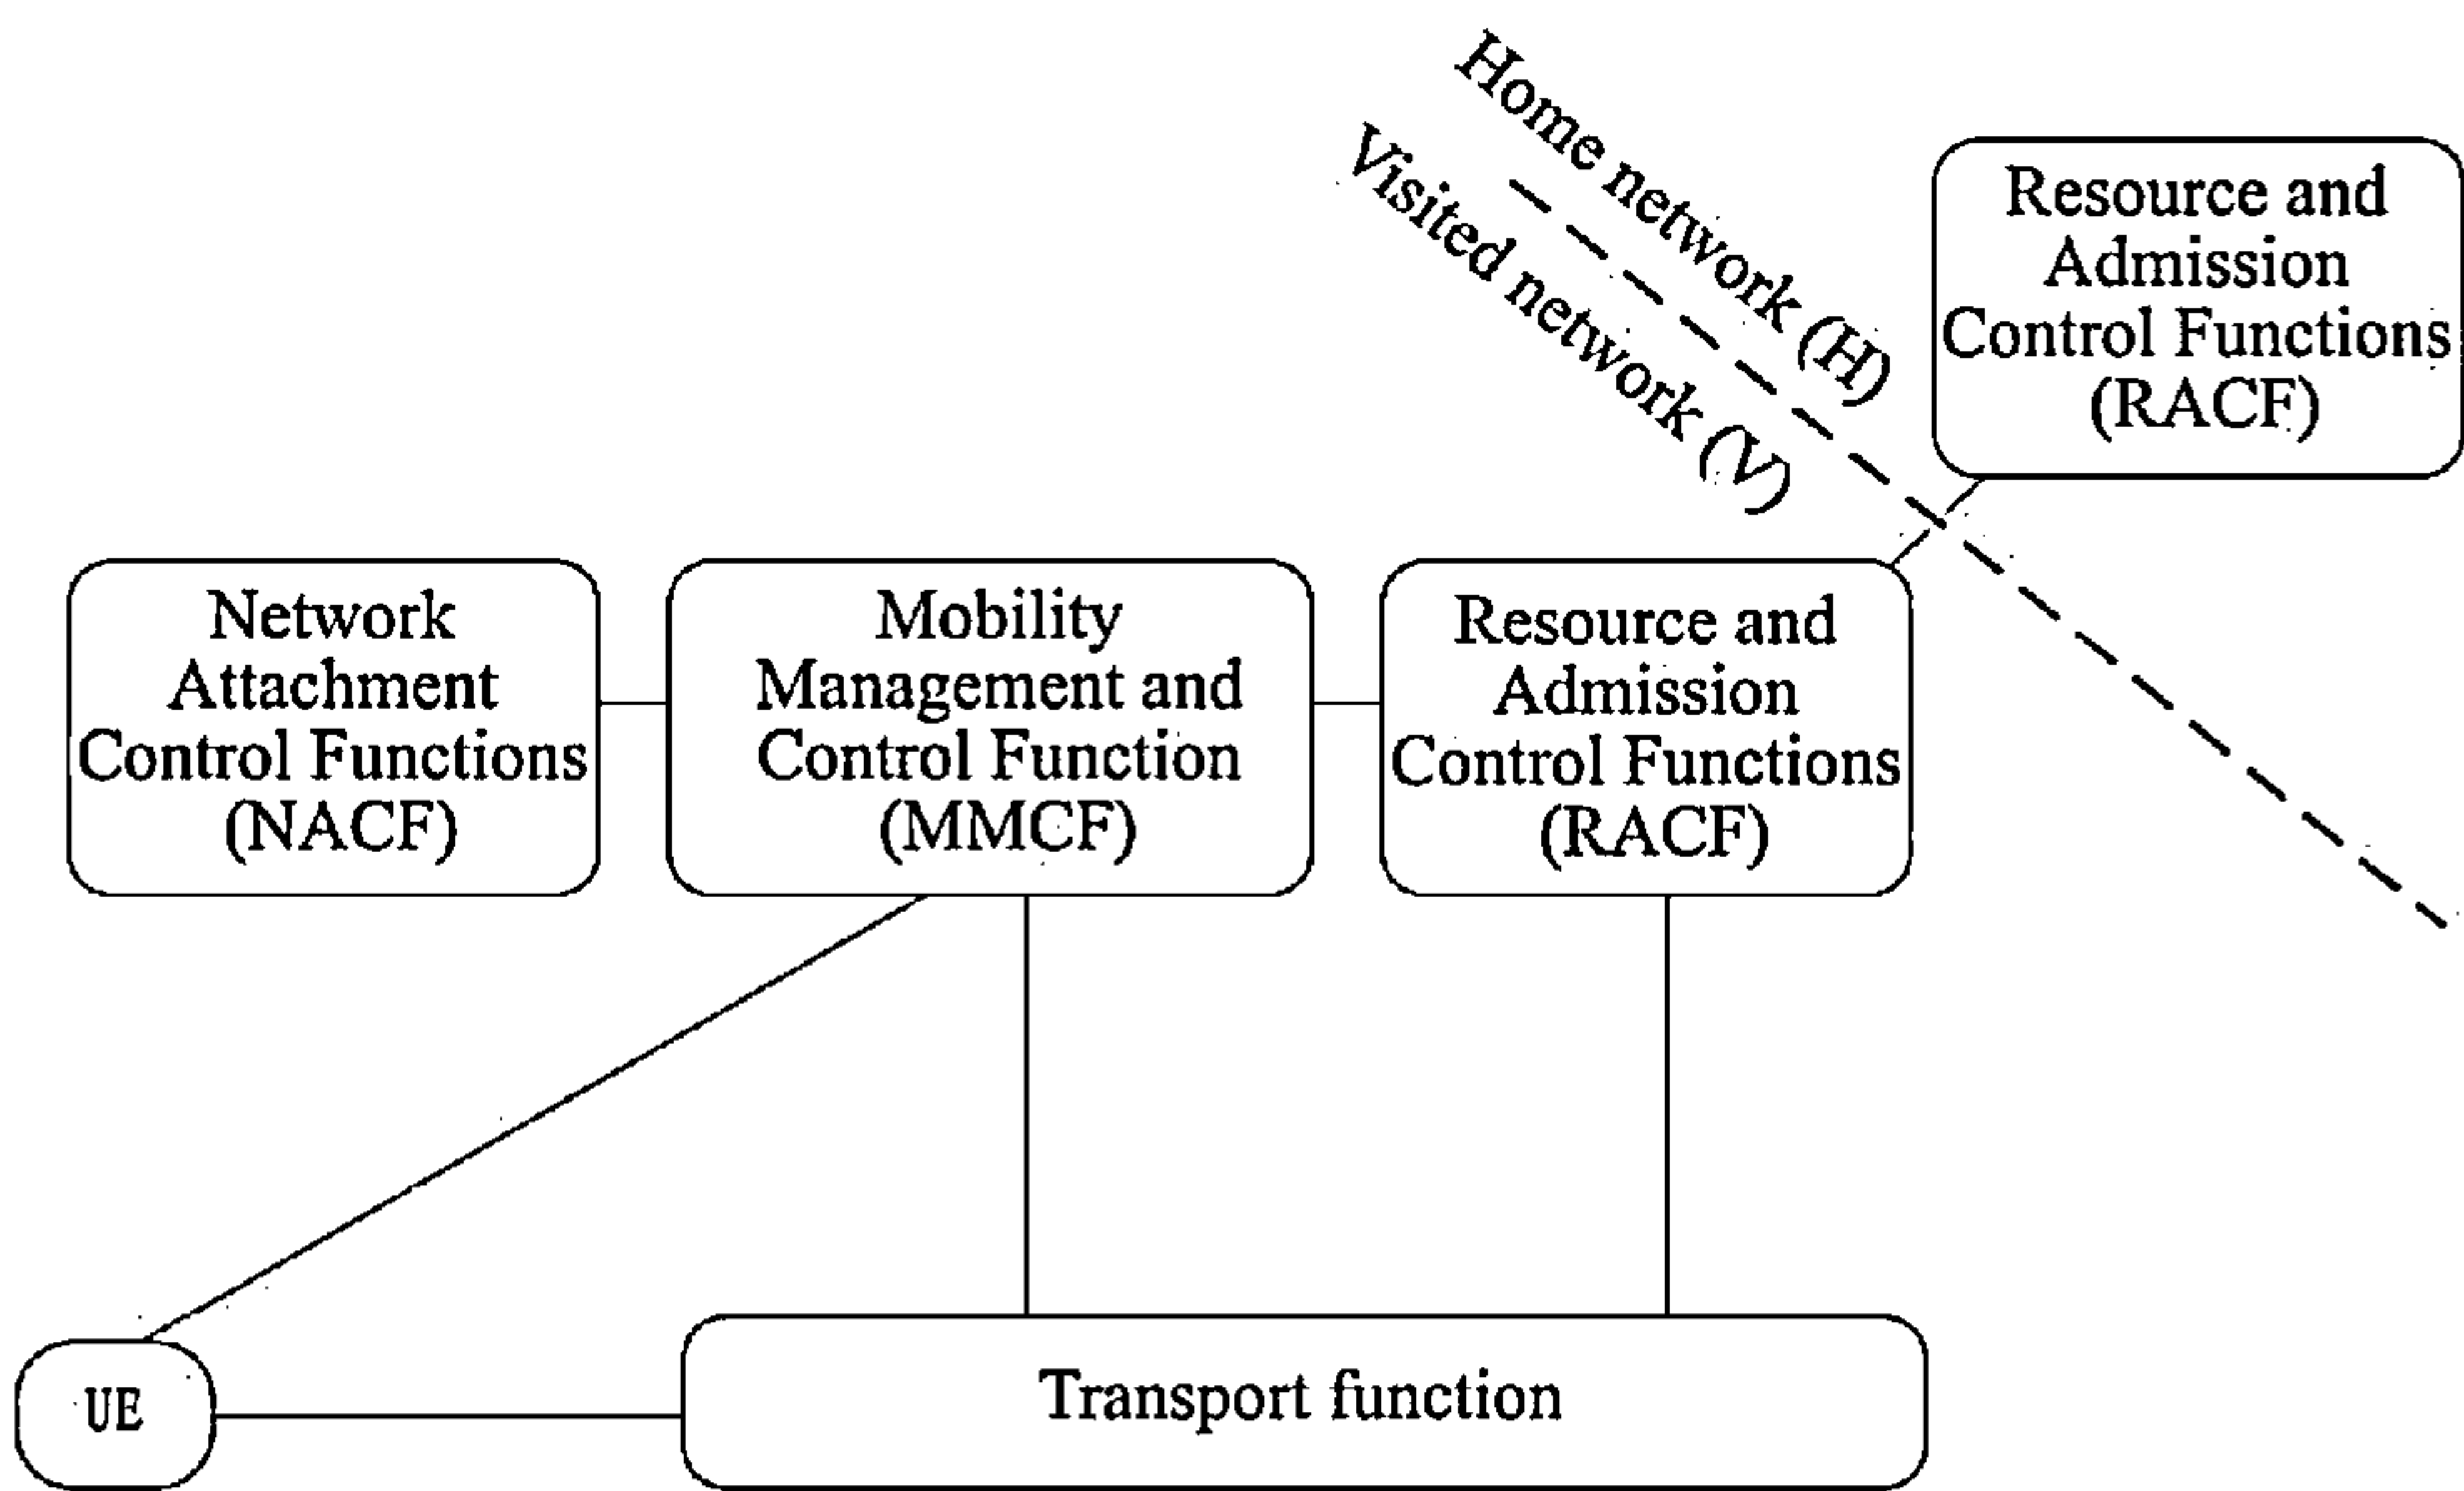 Home network (H)
Visited network (V)
Resource and
Admission
Control Functions
(RACF)
Network
Attachment
Control Functions
(NACF)
Mobility
Management and
Control Function
(MMCF)
Resource and
Admission
Control Functions
(RACF)
UE
Transport function